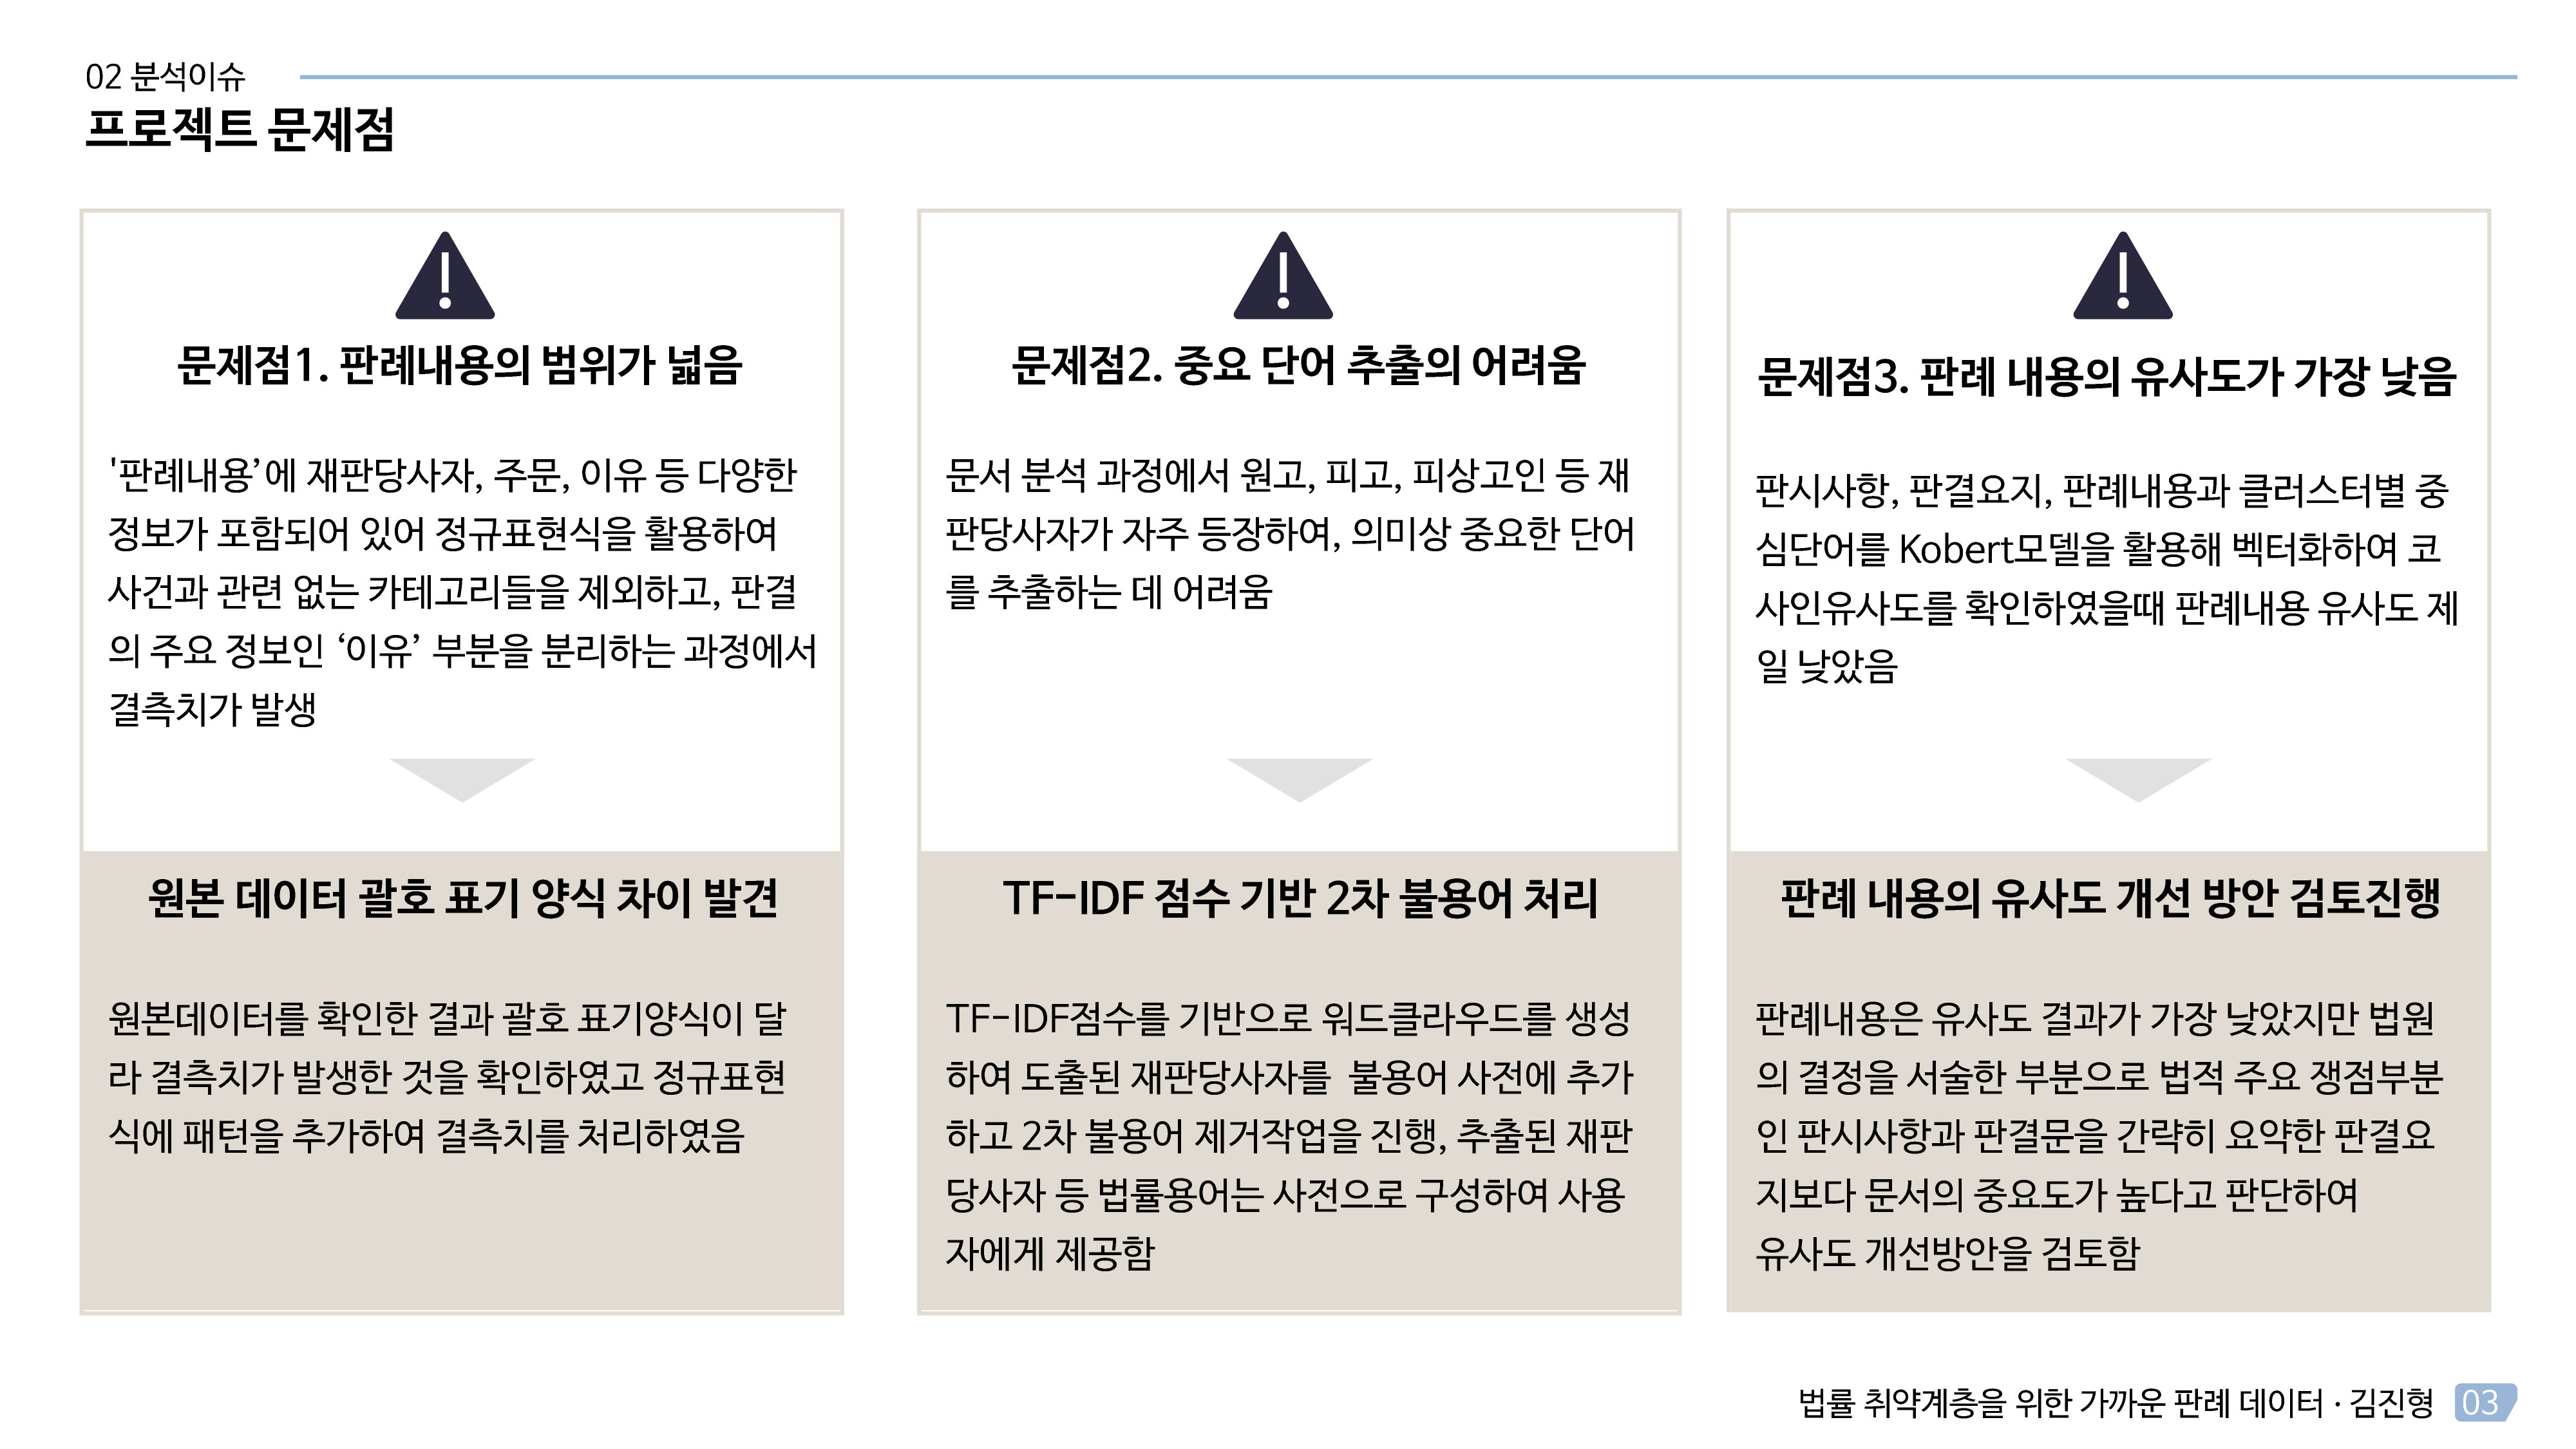 02 분석이슈
프로젝트 문제점
문제점1. 판례내용의 범위가 넓음
'판례내용’에 재판당사자, 주문, 이유 등 다양한
정보가 포함되어 있어 정규표현식을 활용하여
사건과 관련 없는 카테고리들을 제외하고, 판결
의 주요 정보인 ‘이유’ 부분을 분리하는 과정에서
결측치가 발생
원본 데이터 괄호 표기 양식 차이 발견
원본데이터를 확인한 결과 괄호 표기양식이 달
라 결측치가 발생한 것을 확인하였고 정규표현
식에 패턴을 추가하여 결측치를 처리하였음
문제점2. 중요 단어 추출의 어려움
문서 분석 과정에서 원고, 피고, 피상고인 등 재
판당사자가 자주 등장하여, 의미상 중요한 단어
를 추출하는 데 어려움
TF-IDF 점수 기반 2차 불용어 처리
TF-IDF점수를 기반으로 워드클라우드를 생성
하여 도출된 재판당사자를 불용어 사전에 추가
하고 2차 불용어 제거작업을 진행, 추출된 재판
당사자 등 법률용어는 사전으로 구성하여 사용
자에게 제공함
문제점3. 판례 내용의 유사도가 가장 낮음
판시사항, 판결요지, 판례내용과 클러스터별 중
심단어를 Kobert모델을 활용해 벡터화하여 코
사인유사도를 확인하였을때 판례내용 유사도 제
일 낮았음
판례 내용의 유사도 개선 방안 검토진행
판례내용은 유사도 결과가 가장 낮았지만 법원
의 결정을 서술한 부분으로 법적 주요 쟁점부분
인 판시사항과 판결문을 간략히 요약한 판결요
지보다 문서의 중요도가 높다고 판단하여
유사도 개선방안을 검토함
법률 취약계층을 위한 가까운 판례 데이터 · 김진형 03